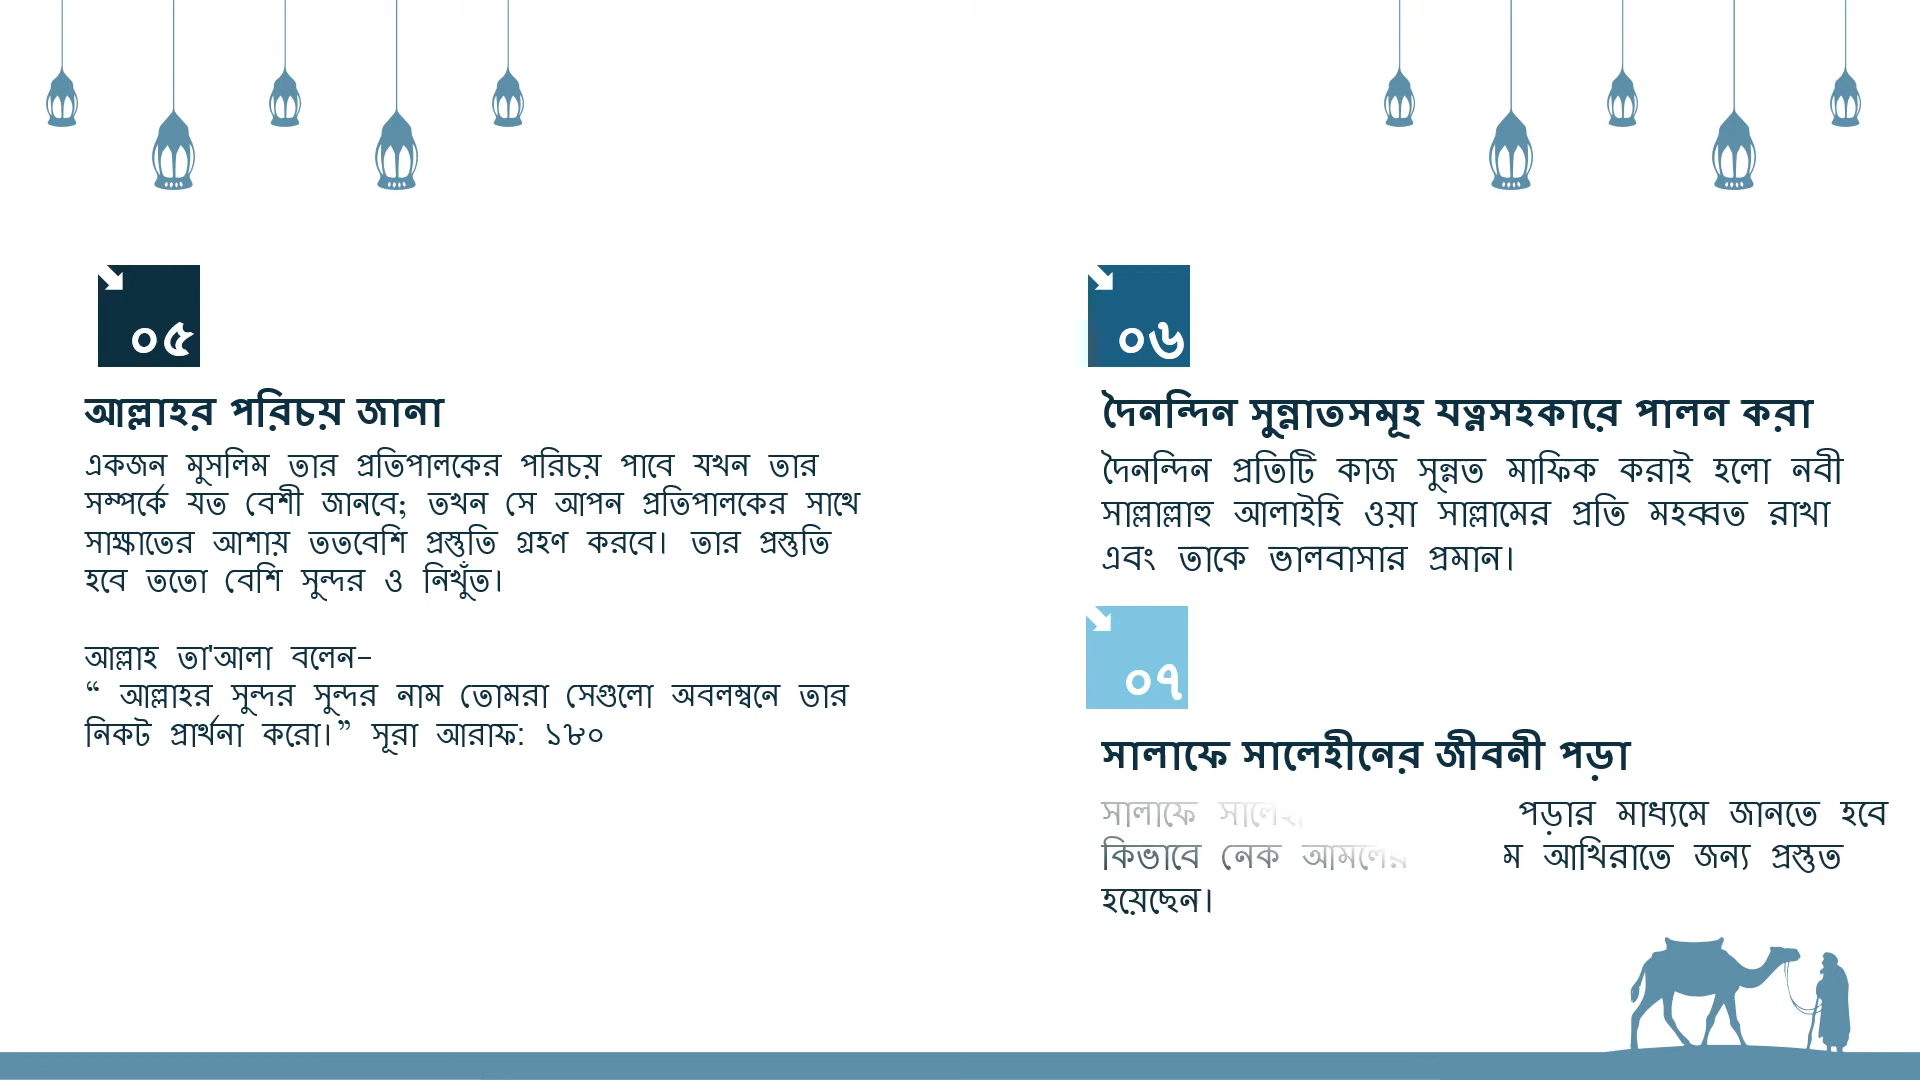 ০৫
আল্লাহর পরিচয় জানা
একজন মুসলিম তার প্রতিপালকের পরিচয় পাবে যখন তার
সম্পর্কে যত বেশী জানবে; তখন সে আপন প্রতিপালকের সাথে
সাক্ষাতের আশায় ততবেশি প্রস্তুতি গ্রহণ করবে। তার প্রস্তুতি
হবে ততো বেশি সুন্দর ও নিখুঁত।
আল্লাহ তা'আলা বলেন–
“ আল্লাহর সুন্দর সুন্দর নাম তোমরা সেগুলো অবলম্বনে তার
নিকট প্রার্থনা করো।” সূরা আরাফ: ১৮০
০৬
দৈনন্দিন সুন্নাতসমূহ যত্নসহকারে পালন করা
দৈনন্দিন প্রতিটি কাজ সুন্নত মাফিক করাই হলো নবী
সাল্লাল্লাহু আলাইহি ওয়া সাল্লামের প্রতি মহব্বত রাখা
এবং তাকে ভালবাসার প্রমান।
০৭
সালাফে সালেহীনের জীবনী পড়া
সালাফে পড়ার মাধ্যমে জানতে হবে
কিভাবে নেক আমলের আখিরাতে জন্য প্রস্তুত
হয়েছেন।